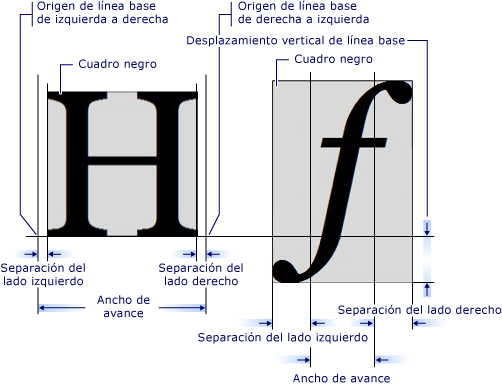 Origen de línea base
de izquierda a derecha
Origen de línea base
de derecha a izquierda
Desplazamiento vertical de línea base
Cuadro negro
Cuadro negro
H
f
Separación del
lado izquierdo
Separación del
lado derecho
Ancho de
avance
Separación del lado derecho
Separación del lado izquierdo
Ancho de avance